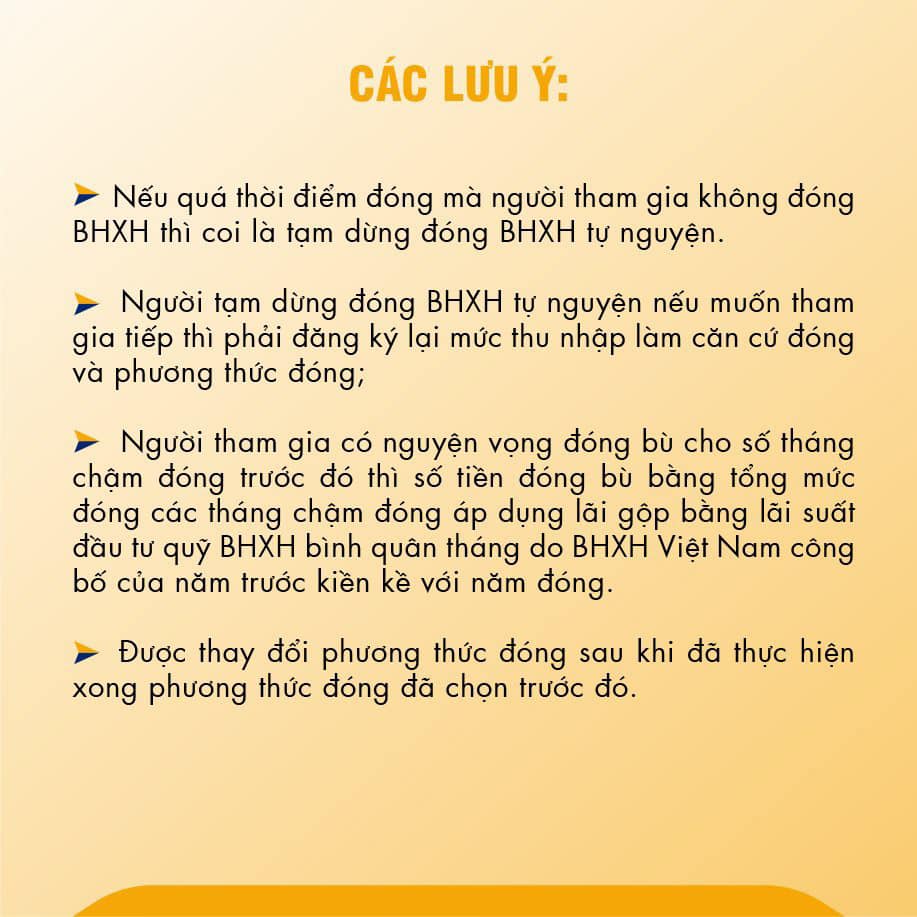 CÁC LƯU Ý:
Nếu quá thời điểm đóng mà người tham gia không đóng
BHXH thì coi là tạm dừng đóng BHXH tự nguyện.
Người tạm dừng đóng BHXH tự nguyện nếu muốn tham
gia tiếp thì phải đăng ký lại mức thu nhập làm căn cứ đóng
và phương thức đóng;
Người tham gia có nguyện vọng đóng bù cho số tháng
chậm đóng trước đó thì số tiền đóng bù bằng tổng mức
đóng các tháng chậm đóng áp dụng lãi gộp bằng lãi suất
đầu tư quỹ BHXH bình quân tháng do BHXH Việt Nam công
bố của năm trước kiền kề với năm đóng.
Được thay đổi phương thức đóng sau khi đã thực hiện
xong phương thức đóng đã chọn trước đó.